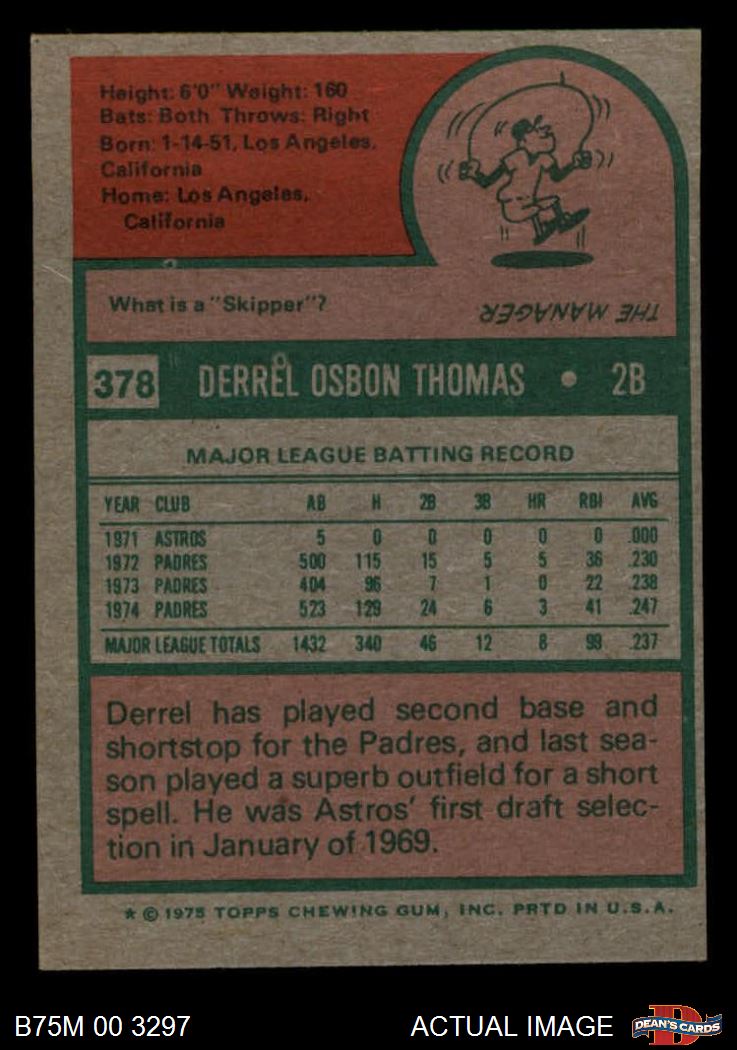 Height: 6'0" Weight: 160
Bats: Both Throws: Right
Born: 1-14-51, Los Angeles,
California
Home: Los Angeles,
California
What is a "Skipper"?
THE MANAGER
378 DERREL OSBON THOMAS • 2B
MAJOR LEAGUE BATTING RECORD
YEAR CLUB AB H 2B 3B HR RBI AVG
1971 ASTROS 5 0 0 0 0 0 .000
1972 PADRES 500 115 15 5 5 36 .230
1973 PADRES 404 96 7 1 0 22 .238
1974 PADRES 523 129 24 6 3 41 .247
MAJOR LEAGUE TOTALS 1432 340 46 12 8 99 .237
Derrel has played second base and
shortstop for the Padres, and last sea-
son played a superb outfield for a short
spell. He was Astros' first draft selec-
tion in January of 1969.
★ © 1975 TOPPS CHEWING GUM, INC. PRTD IN U.S.A.
B75M 00 3297 ACTUAL IMAGE DEAN'S CARDS